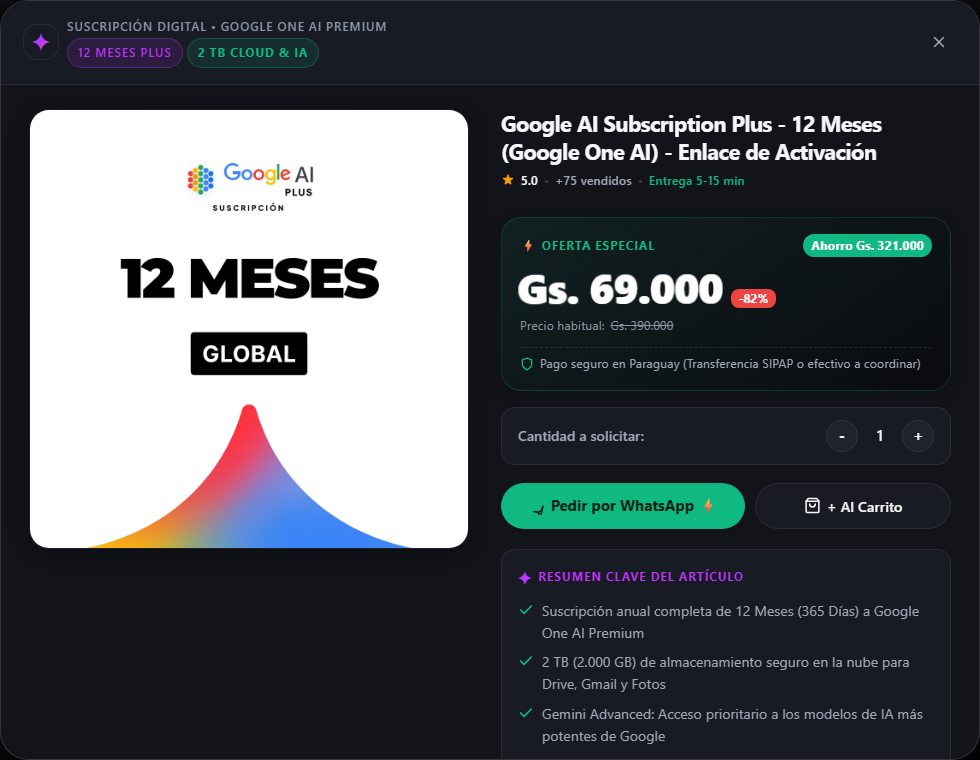 SUSCRIPCIÓN DIGITAL • GOOGLE ONE AI PREMIUM
12 MESES PLUS 2 TB CLOUD & IA
Google AI
PLUS
SUSCRIPCIÓN
12 MESES
GLOBAL
Google AI Subscription Plus - 12 Meses
(Google One AI) - Enlace de Activación
5.0 • +75 vendidos • Entrega 5-15 min
OFERTA ESPECIAL Ahorro Gs. 321.000
Gs. 69.000 -82%
Precio habitual: Gs. 390.000
Pago seguro en Paraguay (Transferencia SIPAP o efectivo a coordinar)
Cantidad a solicitar: - 1 +
Pedir por WhatsApp + Al Carrito
RESUMEN CLAVE DEL ARTÍCULO
Suscripción anual completa de 12 Meses (365 Días) a Google
One AI Premium
2 TB (2.000 GB) de almacenamiento seguro en la nube para
Drive, Gmail y Fotos
Gemini Advanced: Acceso prioritario a los modelos de IA más
potentes de Google